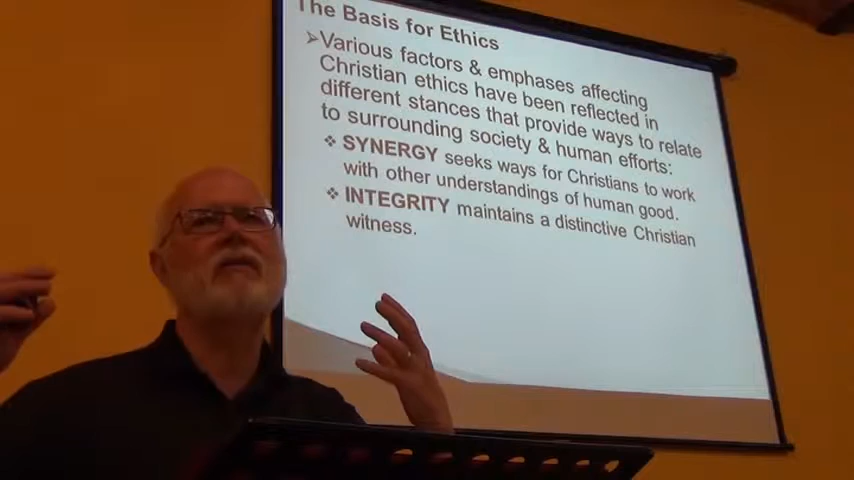 The Basis for Ethics
➢Various factors & emphases affecting
Christian ethics have been reflected in
different stances that provide ways to relate
to surrounding society & human efforts:
❖ SYNERGY seeks ways for Christians to work
with other understandings of human good.
❖ INTEGRITY maintains a distinctive Christian
witness.